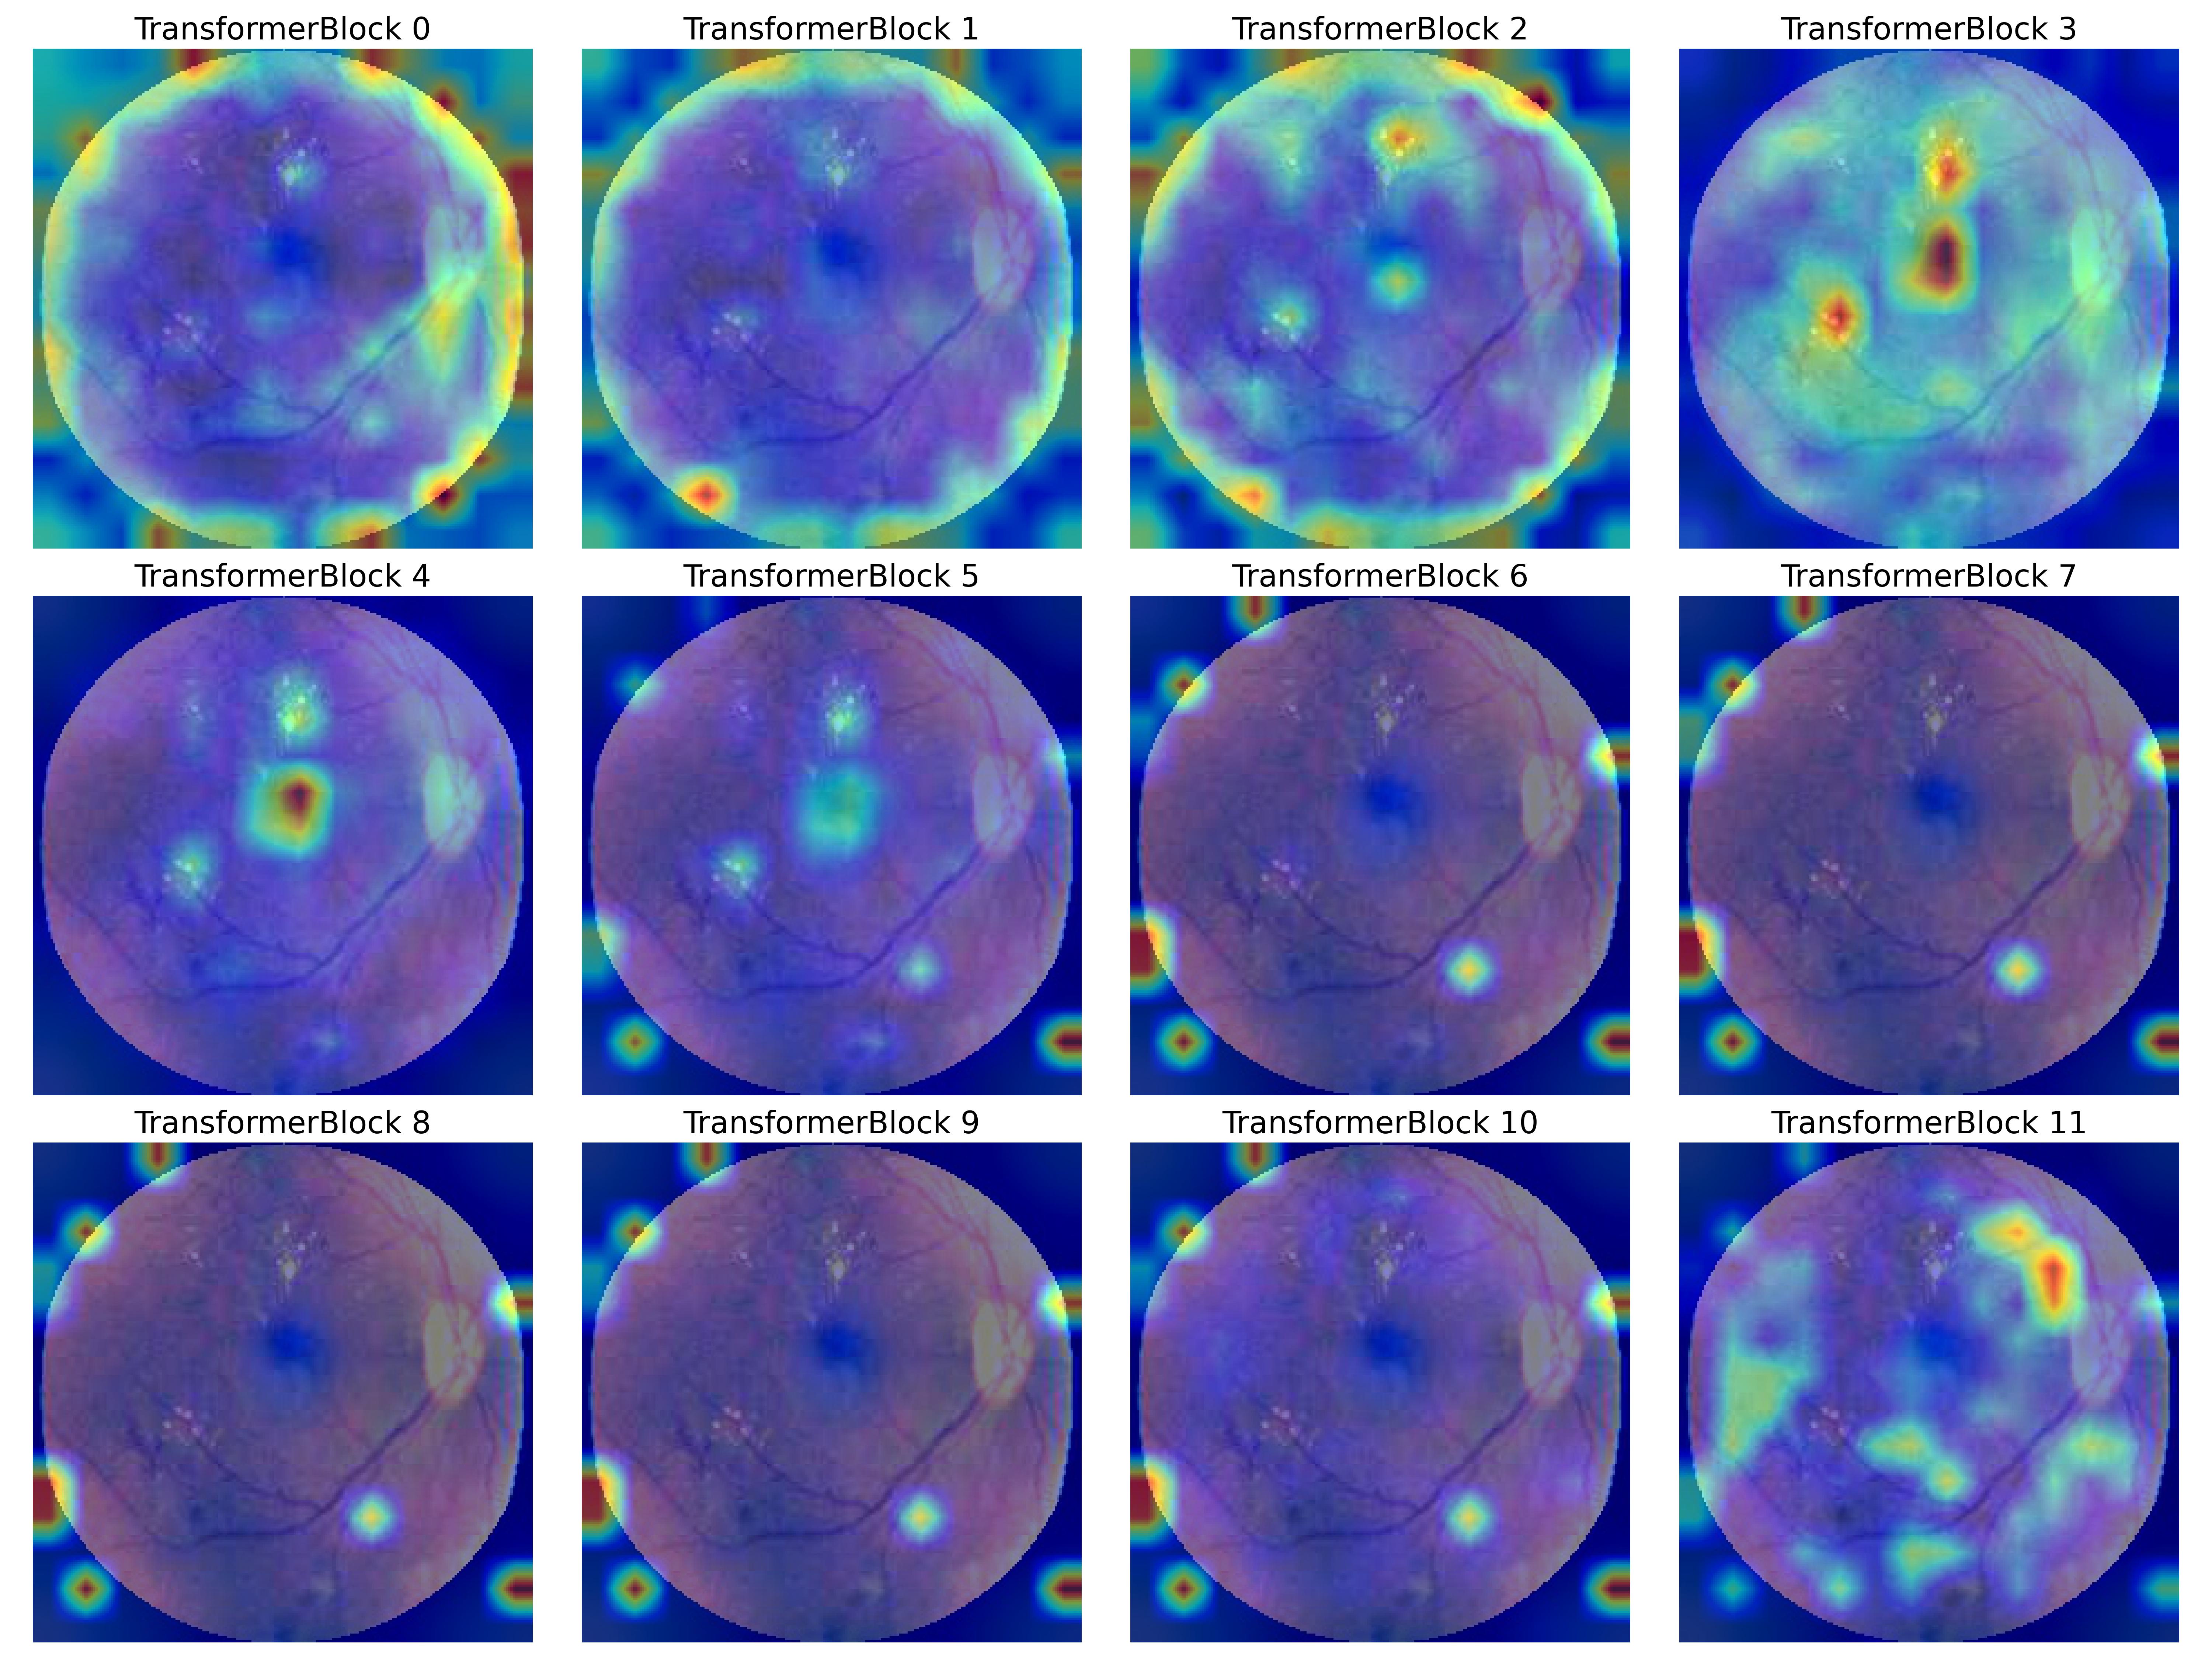 TransformerBlock 0
TransformerBlock 1
TransformerBlock 2
TransformerBlock 3
TransformerBlock 4
TransformerBlock 5
TransformerBlock 6
TransformerBlock 7
TransformerBlock 8
TransformerBlock 9
TransformerBlock 10
TransformerBlock 11